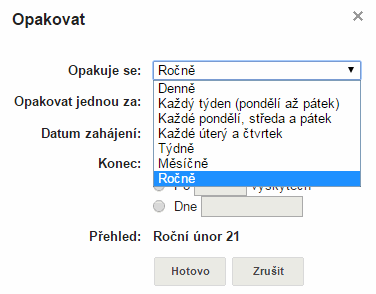 Opakovat
Opakuje se: Ročně
Denně
Opakovat jednou za: Každý týden (pondělí až pátek)
Každé pondělí, středa a pátek
Datum zahájení: Každé úterý a čtvrtek
Týdně
Konec: Měsíčně
Ročně
Po výskytech
Dne
Přehled: Roční únor 21
Hotovo Zrušit